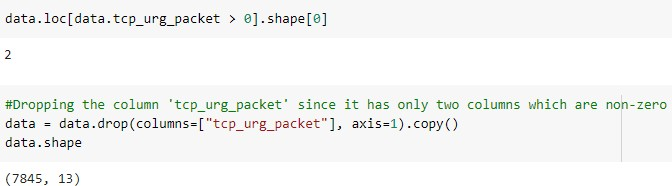 data.loc[data.tcp_urg_packet > 0].shape[0]
2
#Dropping the column 'tcp_urg_packet' since it has only two columns which are non-zero
data = data.drop(columns=["tcp_urg_packet"], axis=1).copy()
data.shape
(7845, 13)